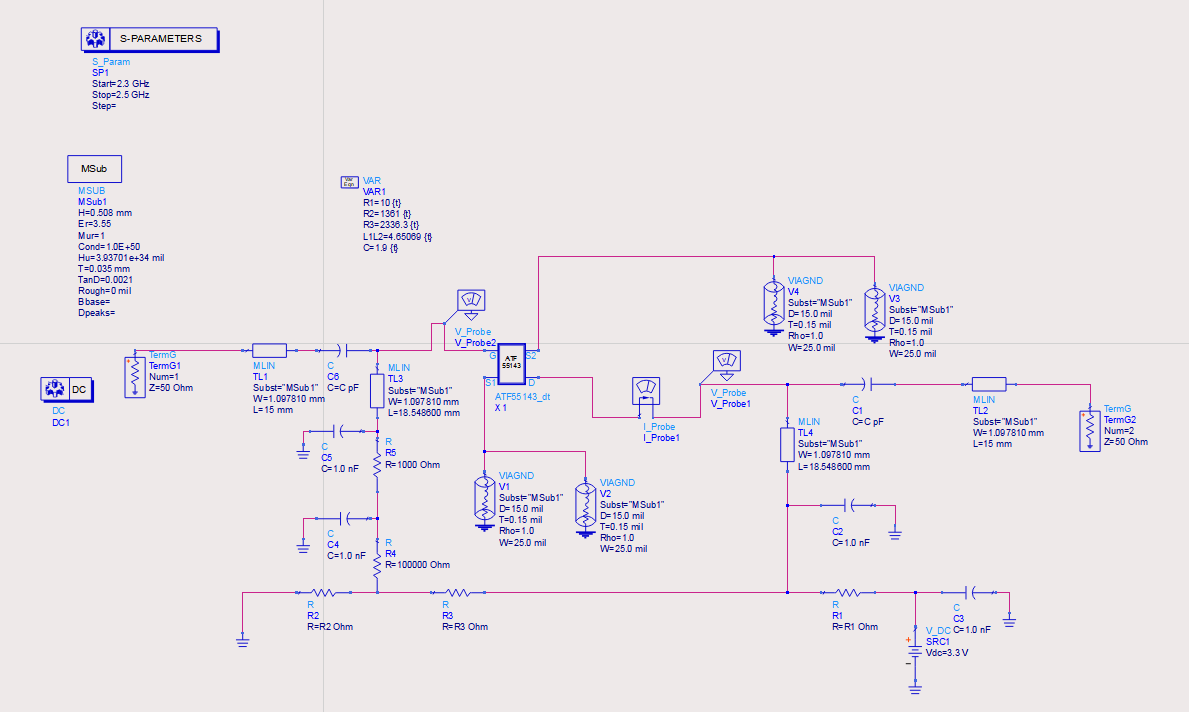 S-PARAMETERS
S_Param
SP1
Start=2.3 GHz
Stop=2.5 GHz
Step=
MSub
MSUB
MSub1
H=0.508 mm
Er=3.55
Mur=1
Cond=1.0E+50
Hu=3.93701e+34 mil
T=0.035 mm
TanD=0.0021
Rough=0 mil
Bbase=
Dpeaks=
Var
Eqn
VAR
VAR1
R1=10 {t}
R2=1361 {t}
R3=2336.3 {t}
L1L2=4.65069 {t}
C=1.9 {t}
DC
DC
DC1
TermG
TermG1
Num=1
Z=50 Ohm
MLIN
TL1
Subst="MSub1"
W=1.097810 mm
L=15 mm
C
C6
C=C pF
MLIN
TL3
Subst="MSub1"
W=1.097810 mm
L=18.548600 mm
C
C5
C=1.0 nF
R
R5
R=1000 Ohm
C
C4
C=1.0 nF
R
R4
R=100000 Ohm
R
R2
R=R2 Ohm
R
R3
R=R3 Ohm
V
V_Probe
V_Probe2
G
S2
S1
D
ATF
55143
ATF55143_dt
X1
VIAGND
V1
Subst="MSub1"
D=15.0 mil
T=0.15 mil
Rho=1.0
W=25.0 mil
VIAGND
V2
Subst="MSub1"
D=15.0 mil
T=0.15 mil
Rho=1.0
W=25.0 mil
I_Probe
I_Probe1
V
V_Probe
V_Probe1
VIAGND
V4
Subst="MSub1"
D=15.0 mil
T=0.15 mil
Rho=1.0
W=25.0 mil
VIAGND
V3
Subst="MSub1"
D=15.0 mil
T=0.15 mil
Rho=1.0
W=25.0 mil
MLIN
TL4
Subst="MSub1"
W=1.097810 mm
L=18.548600 mm
C
C1
C=C pF
MLIN
TL2
Subst="MSub1"
W=1.097810 mm
L=15 mm
TermG
TermG2
Num=2
Z=50 Ohm
C
C2
C=1.0 nF
R
R1
R=R1 Ohm
C
C3
C=1.0 nF
V_DC
SRC1
Vdc=3.3 V